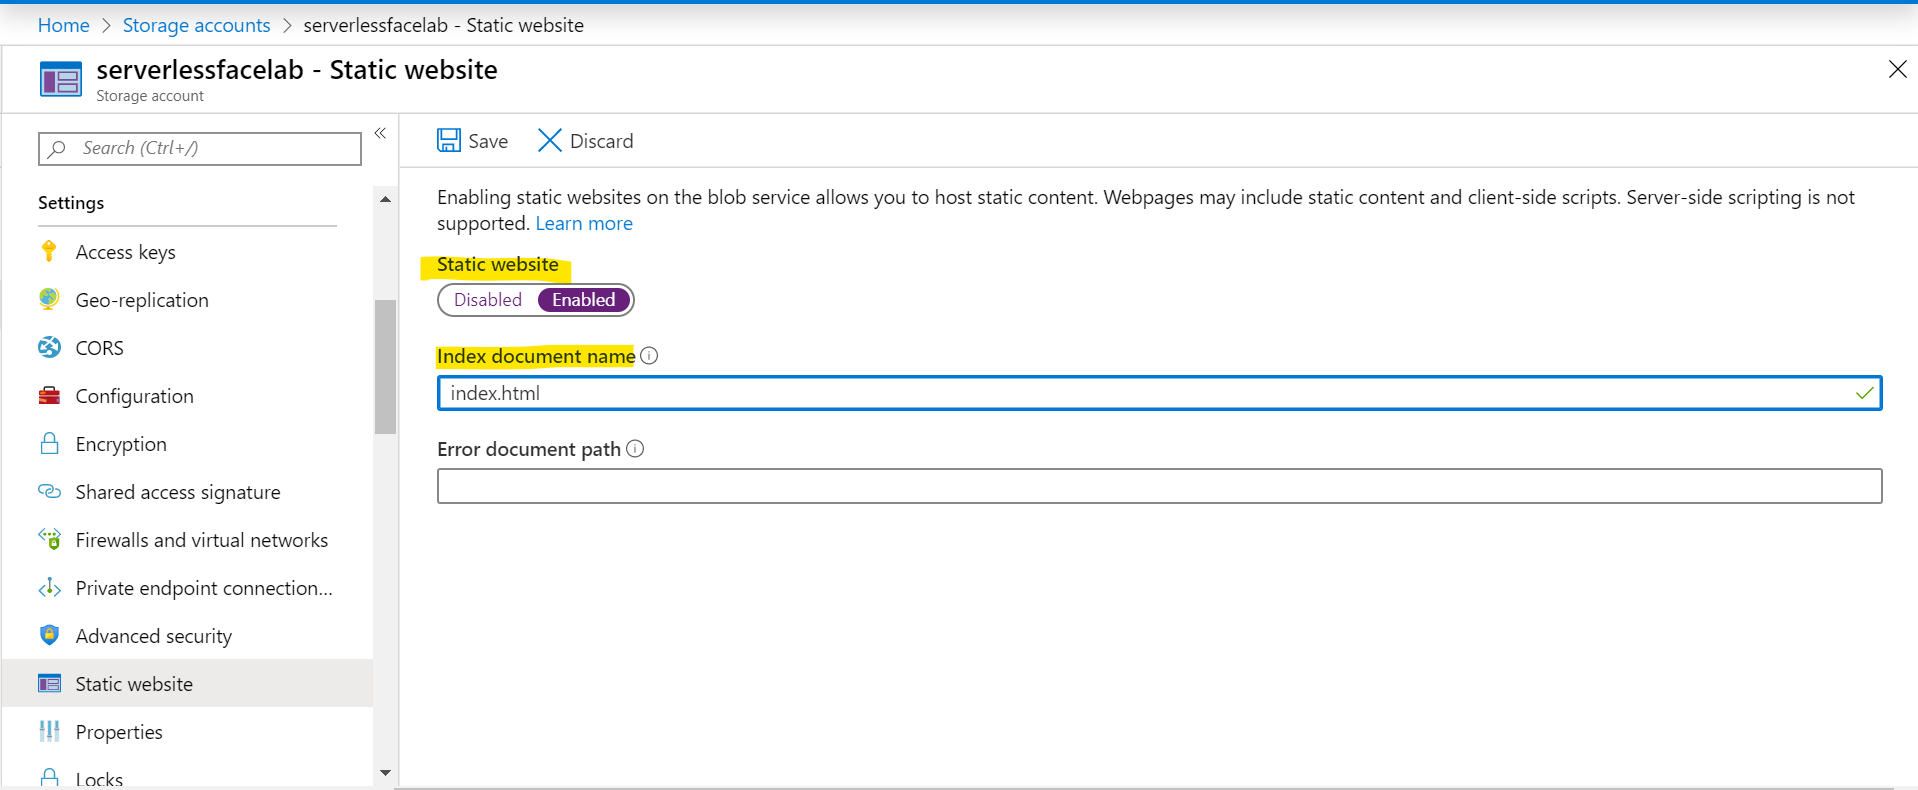 Home > Storage accounts > serverlessfacelab - Static website
serverlessfacelab - Static website
Storage account
Search (Ctrl+/)
Settings
Access keys
Geo-replication
CORS
Configuration
Encryption
Shared access signature
Firewalls and virtual networks
Private endpoint connection...
Advanced security
Static website
Properties
Locks
Save Discard
Enabling static websites on the blob service allows you to host static content. Webpages may include static content and client-side scripts. Server-side scripting is not
supported. Learn more
Static website
Disabled Enabled
Index document name
index.html
Error document path